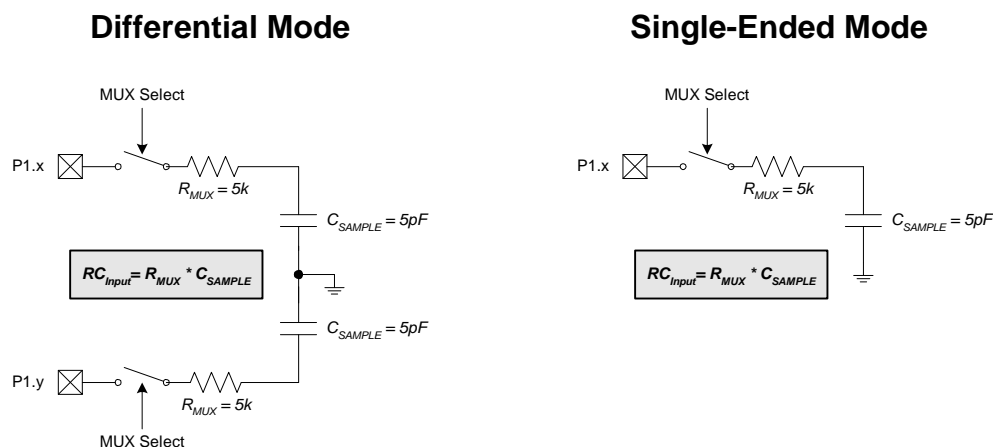 Differential Mode
MUX Select
P1.x
R_MUX = 5k
C_SAMPLE = 5pF
RC_Input= R_MUX * C_SAMPLE
C_SAMPLE = 5pF
P1.y
R_MUX = 5k
MUX Select
Single-Ended Mode
MUX Select
P1.x
R_MUX = 5k
C_SAMPLE = 5pF
RC_Input= R_MUX * C_SAMPLE